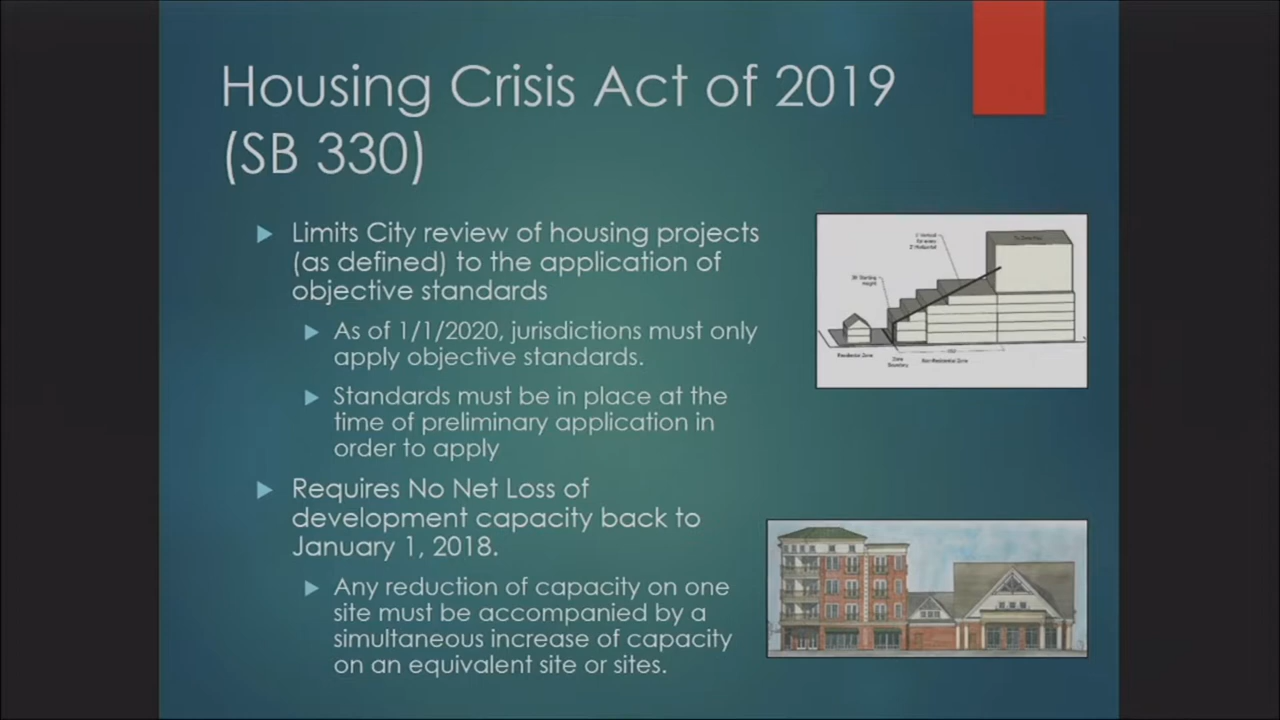 Housing Crisis Act of 2019
(SB 330)
Limits City review of housing projects
(as defined) to the application of
objective standards
As of 1/1/2020, jurisdictions must only
apply objective standards.
Standards must be in place at the
time of preliminary application in
order to apply
Requires No Net Loss of
development capacity back to
January 1, 2018.
Any reduction of capacity on one
site must be accompanied by a
simultaneous increase of capacity
on an equivalent site or sites.
Starting
Height
Residential Zone
Zone
Boundary
Non-Residential Zone